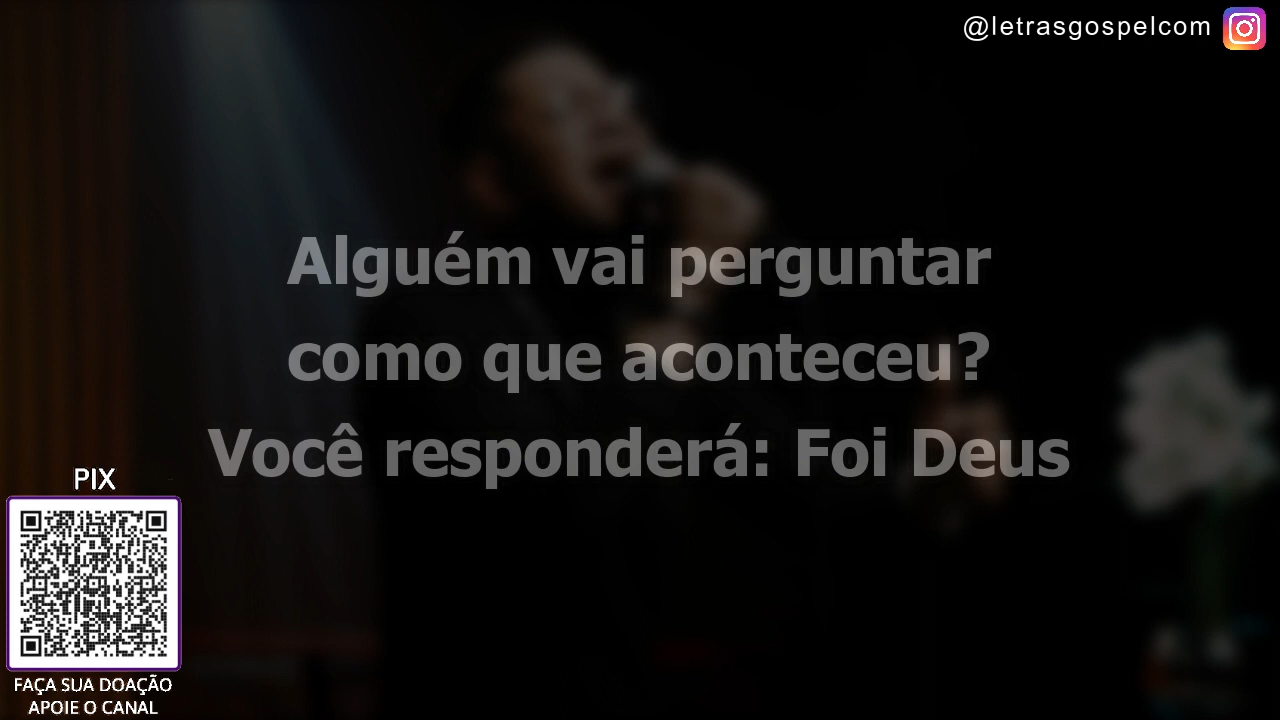 @letrasgospelcom
Alguém vai perguntar
como que aconteceu?
Você responderá: Foi Deus
PIX
FAÇA SUA DOAÇÃO
APOIE O CANAL